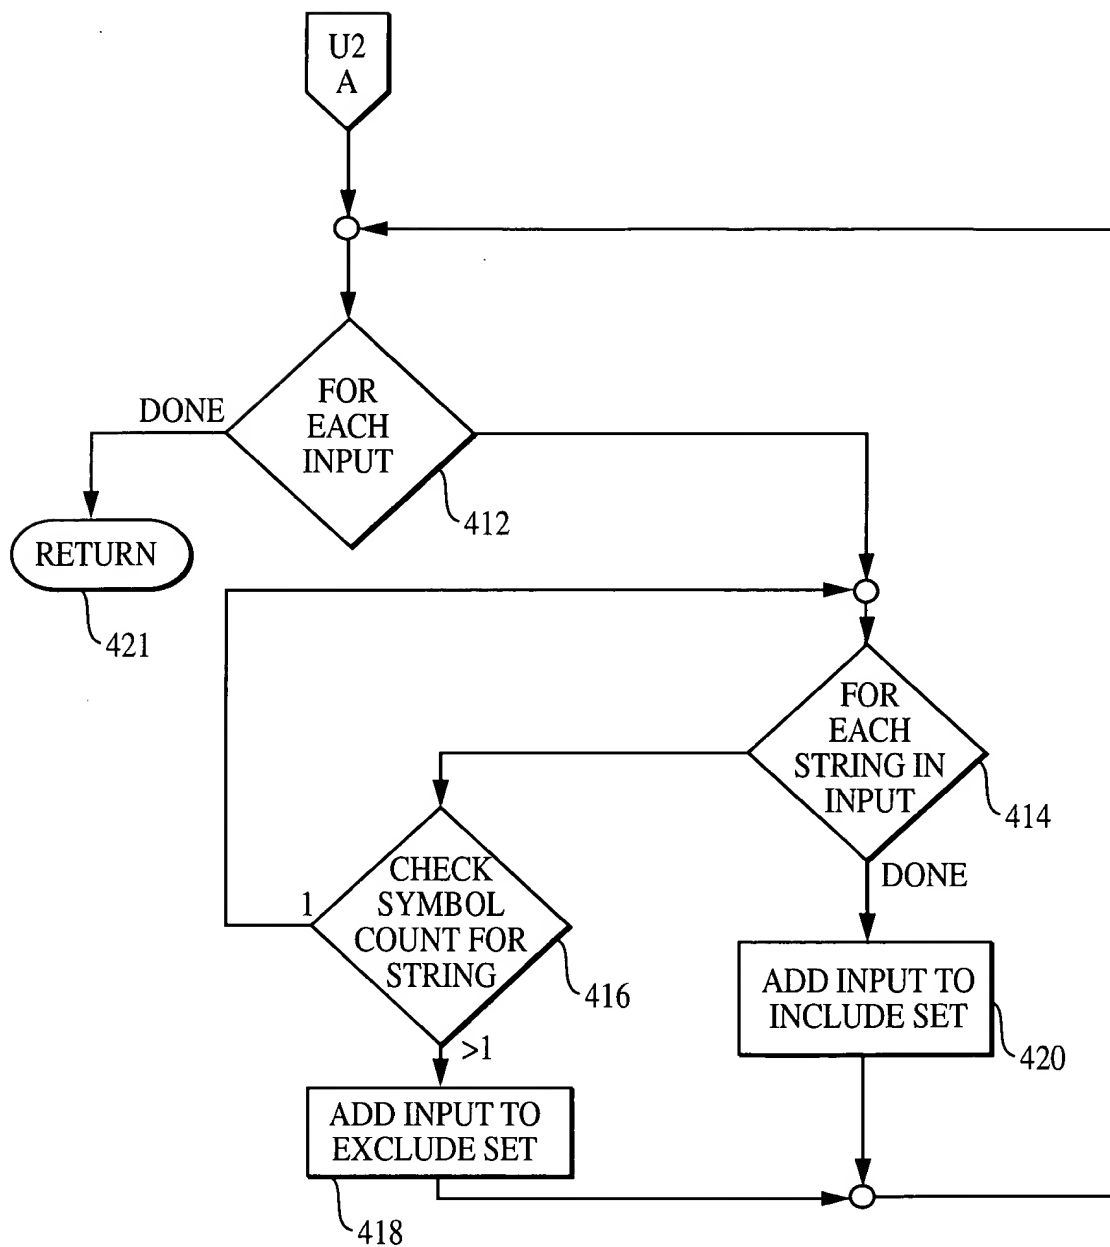 U2
A
FOR
EACH
INPUT
DONE
412
RETURN
421
FOR
EACH
STRING IN
INPUT
414
DONE
CHECK
SYMBOL
COUNT FOR
STRING
1
416
>1
ADD INPUT TO
INCLUDE SET
420
ADD INPUT TO
EXCLUDE SET
418